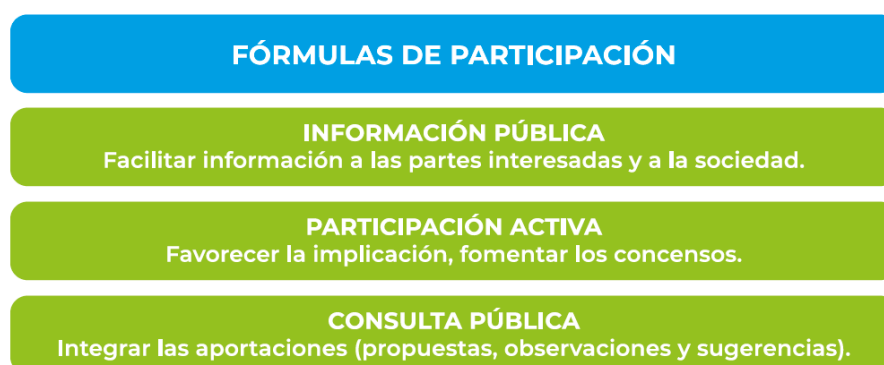 FÓRMULAS DE PARTICIPACIÓN
INFORMACIÓN PÚBLICA
Facilitar información a las partes interesadas y a la sociedad.
PARTICIPACIÓN ACTIVA
Favorecer la implicación, fomentar los concensos.
CONSULTA PÚBLICA
Integrar las aportaciones (propuestas, observaciones y sugerencias).